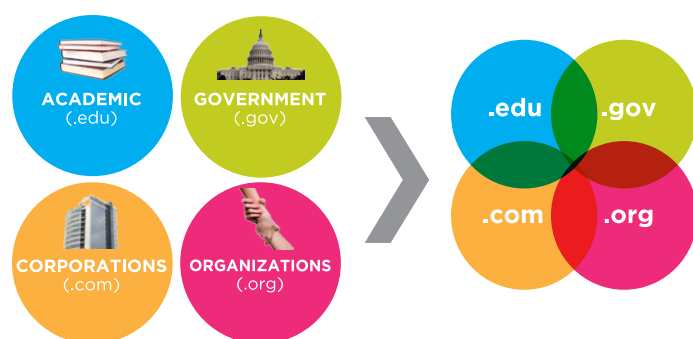 ACADEMIC
(.edu)
GOVERNMENT
(.gov)
CORPORATIONS
(.com)
ORGANIZATIONS
(.org)
.edu
.gov
.com
.org